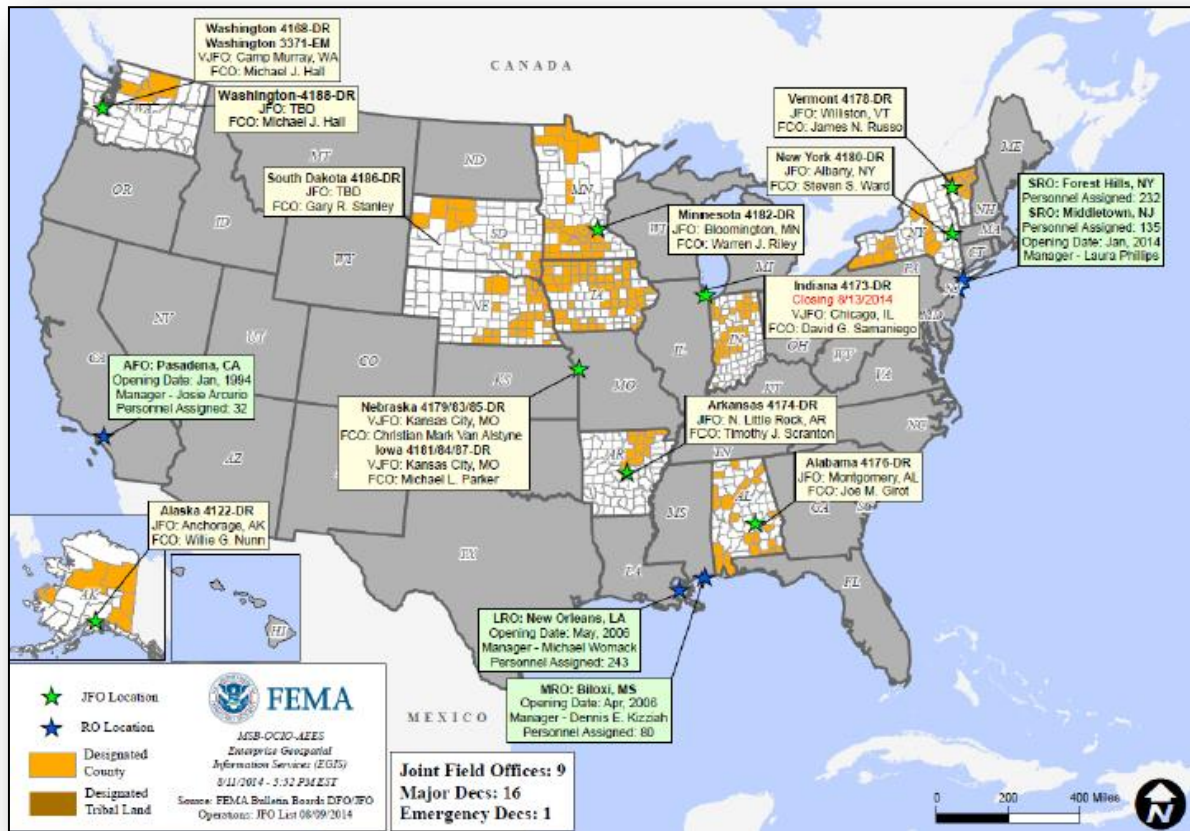 Washington 4168-DR
Washington 3371-EM
VJFO: Camp Murray, WA
FCO: Michael J. Hall
Washington-4188-DR
JFO: TBD
FCO: Michael J. Hall
CANADA
Vermont 4178-DR
JFO: Williston, VT
FCO: James N. Russo
New York 4180-DR
JFO: Albany, NY
FCO: Steven S. Ward
SRO: Forest Hills, NY
Personnel Assigned: 232
SRO: Middletown, NJ
Personnel Assigned: 135
Opening Date: Jan, 2014
Manager - Laura Phillips
South Dakota 4186-DR
JFO: TBD
FCO: Gary R. Stanley
Minnesota 4182-DR
JFO: Bloomington, MN
FCO: Warren J. Riley
Indiana 4173-DR
Closing 8/13/2014
VJFO: Chicago, IL
FCO: David G. Samaniego
AFO: Pasadena, CA
Opening Date: Jan, 1994
Manager - Josie Arcurio
Personnel Assigned: 32
Nebraska 4179/83/85-DR
VJFO: Kansas City, MO
FCO: Christian Mark Van Alstyne
Iowa 4181/84/87-DR
VJFO: Kansas City, MO
FCO: Michael L. Parker
Arkansas 4174-DR
JFO: N. Little Rock, AR
FCO: Timothy J. Scranton
Alabama 4176-DR
JFO: Montgomery, AL
FCO: Joe M. Girot
Alaska 4122-DR
JFO: Anchorage, AK
FCO: Willie G. Nunn
LRO: New Orleans, LA
Opening Date: May, 2006
Manager - Michael Womack
Personnel Assigned: 243
MRO: Biloxi, MS
Opening Date: Apr, 2006
Manager - Dennis E. Kizziah
Personnel Assigned: 80
WA
MT
ND
MN
ME
OR
ID
SD
WI
MI
NY
NH
MA
CT
WY
NE
IA
PA
NJ
MD
NV
UT
CO
KS
MO
IL
IN
OH
WV
VA
KY
CA
AZ
AR
TN
NC
SC
MS
AL
GA
TX
LA
FL
AK
HI
MEXICO
JFO Location
RO Location
Designated
County
Designated
Tribal Land
FEMA
MSB-OCIO-AEES
Enterprise Geospatial
Information Services (EGIS)
8/11/2014 - 5:52 PM EST
Source: FEMA Bulletin Boards DFO/JFO
Operations: JFO List 08/09/2014
Joint Field Offices: 9
Major Decs: 16
Emergency Decs: 1
0 200 400 Miles
N